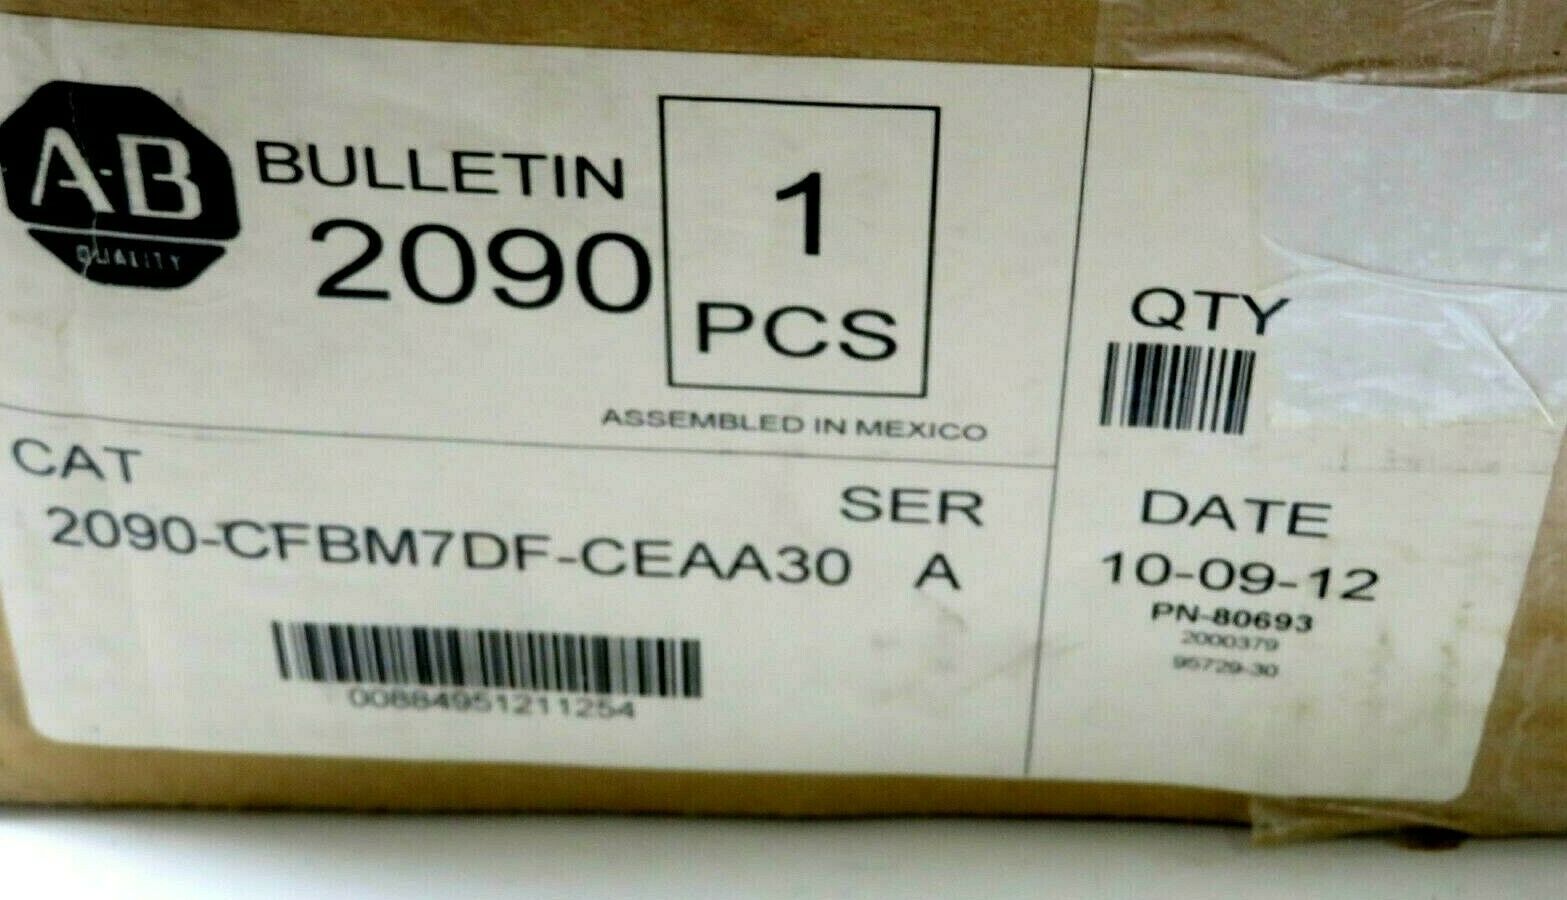 A-B
QUALITY
BULLETIN
2090
1
PCS
ASSEMBLED IN MEXICO
CAT
2090-CFBM7DF-CEAA30
SER
A
00884951211254
QTY
DATE
10-09-12
PN-80693
2000379
95729-30